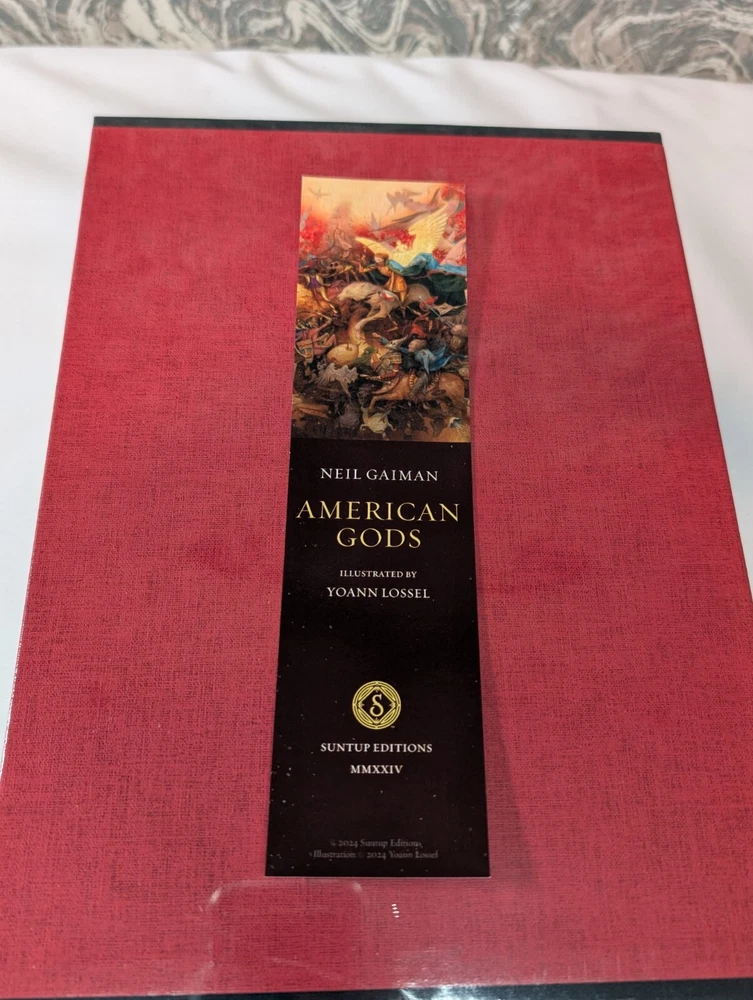 NEIL GAIMAN
AMERICAN
GODS
ILLUSTRATED BY
YOANN LOSSEL
S
SUNTUP EDITIONS
MMXXIV
© 2024 Suntup Editions
Illustration © 2024 Yoann Lossel